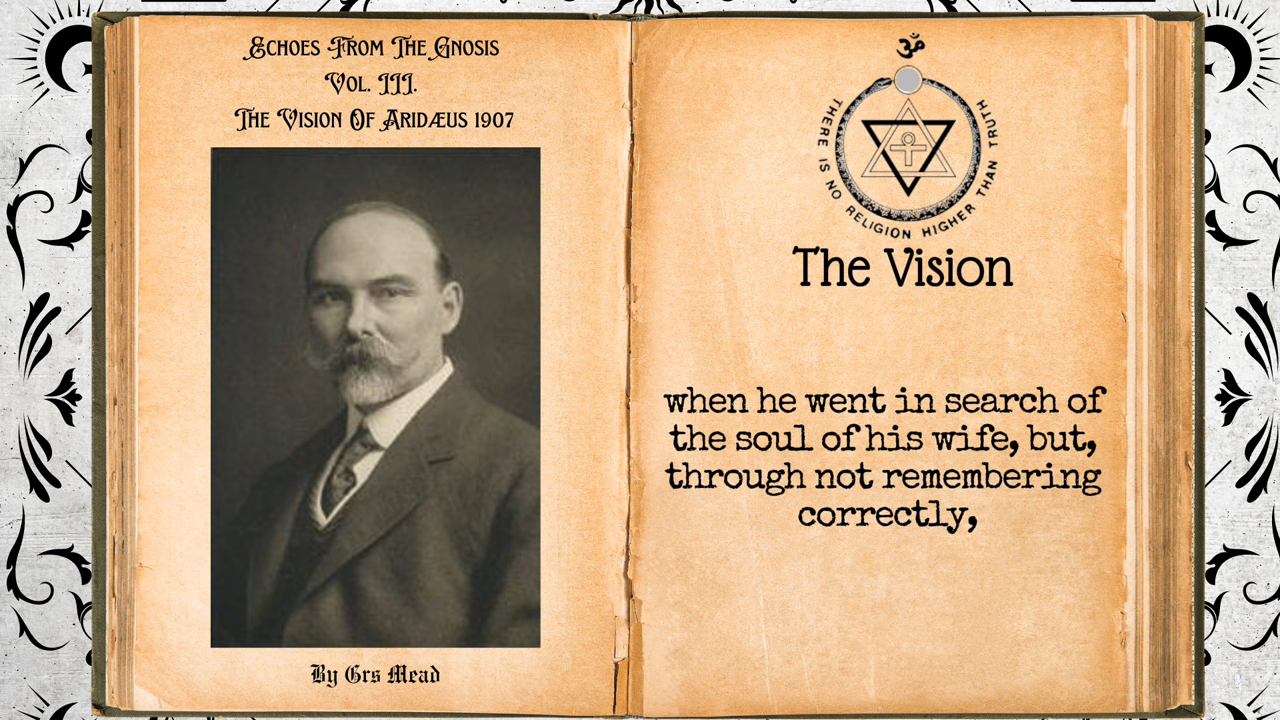 Echoes From The Gnosis
Vol. III.
The Vision Of Aridæus 1907
By Grs Mead
ॐ
THERE IS NO RELIGION HIGHER THAN TRUTH
The Vision
when he went in search of
the soul of his wife, but,
through not remembering
correctly,